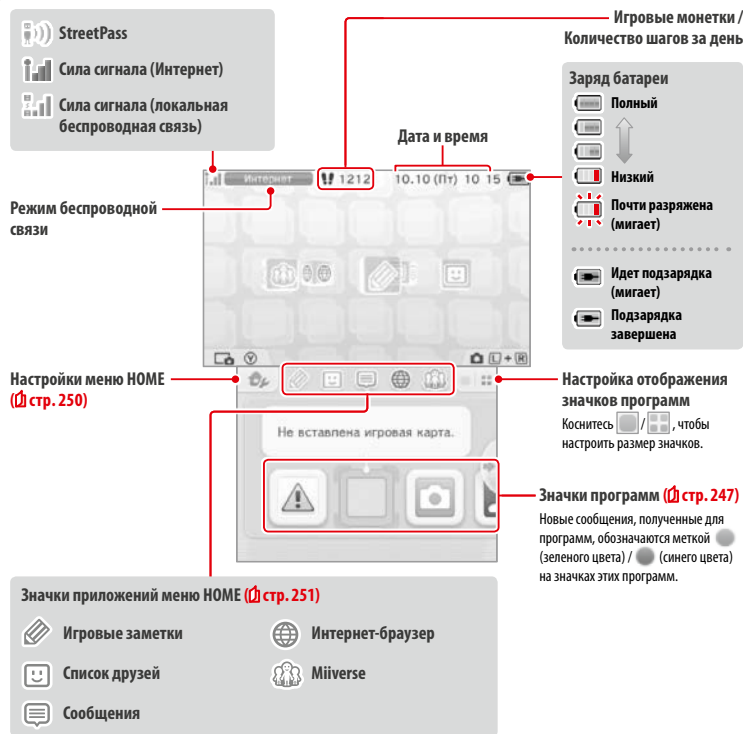 StreetPass
Сила сигнала (Интернет)
Сила сигнала (локальная
беспроводная связь)
Игровые монетки /
Количество шагов за день
Дата и время
Заряд батареи
Полный
Низкий
Почти разряжена
(мигает)
Идет подзарядка
(мигает)
Подзарядка
завершена
Режим беспроводной
связи
Интернет
1212
10.10 (Пт) 10 15
Y
L + R
Настройки меню HOME
(стр. 250)
Настройка отображения
значков программ
Коснитесь / , чтобы
настроить размер значков.
Не вставлена игровая карта.
Значки программ (стр. 247)
Новые сообщения, полученные для
программ, обозначаются меткой
(зеленого цвета) / (синего цвета)
на значках этих программ.
Значки приложений меню HOME (стр. 251)
Игровые заметки
Список друзей
Сообщения
Интернет-браузер
Miiverse